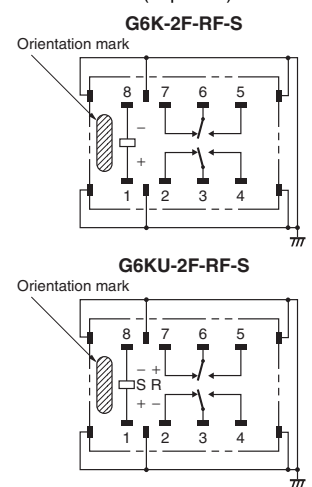 G6K-2F-RF-S
Orientation mark
8 7 6 5
−
+
1 2 3 4
G6KU-2F-RF-S
Orientation mark
8 7 6 5
− +
S R
+ −
1 2 3 4